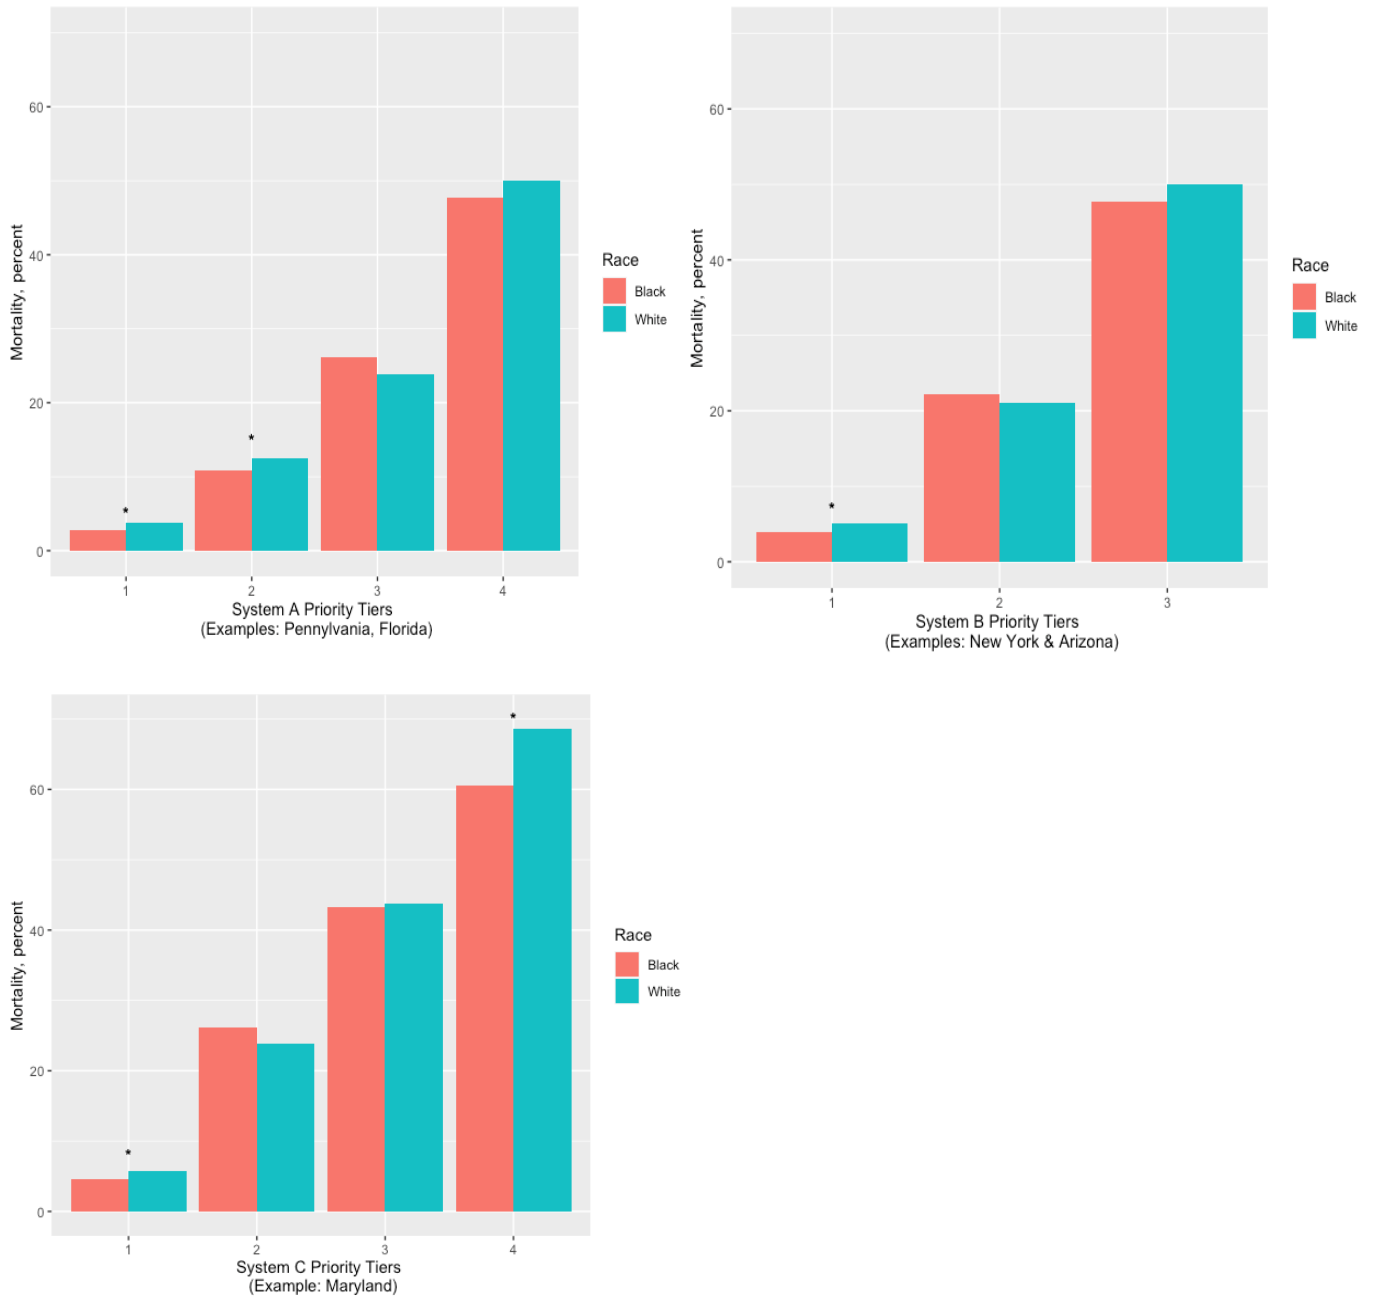 60
40
20
0
Mortality, percent
*
*
1
2
3
4
System A Priority Tiers
(Examples: Pennylvania, Florida)
Race
Black
White
60
40
20
0
Mortality, percent
*
1
2
3
System B Priority Tiers
(Examples: New York & Arizona)
Race
Black
White
60
40
20
0
Mortality, percent
*
*
1
2
3
4
System C Priority Tiers
(Example: Maryland)
Race
Black
White